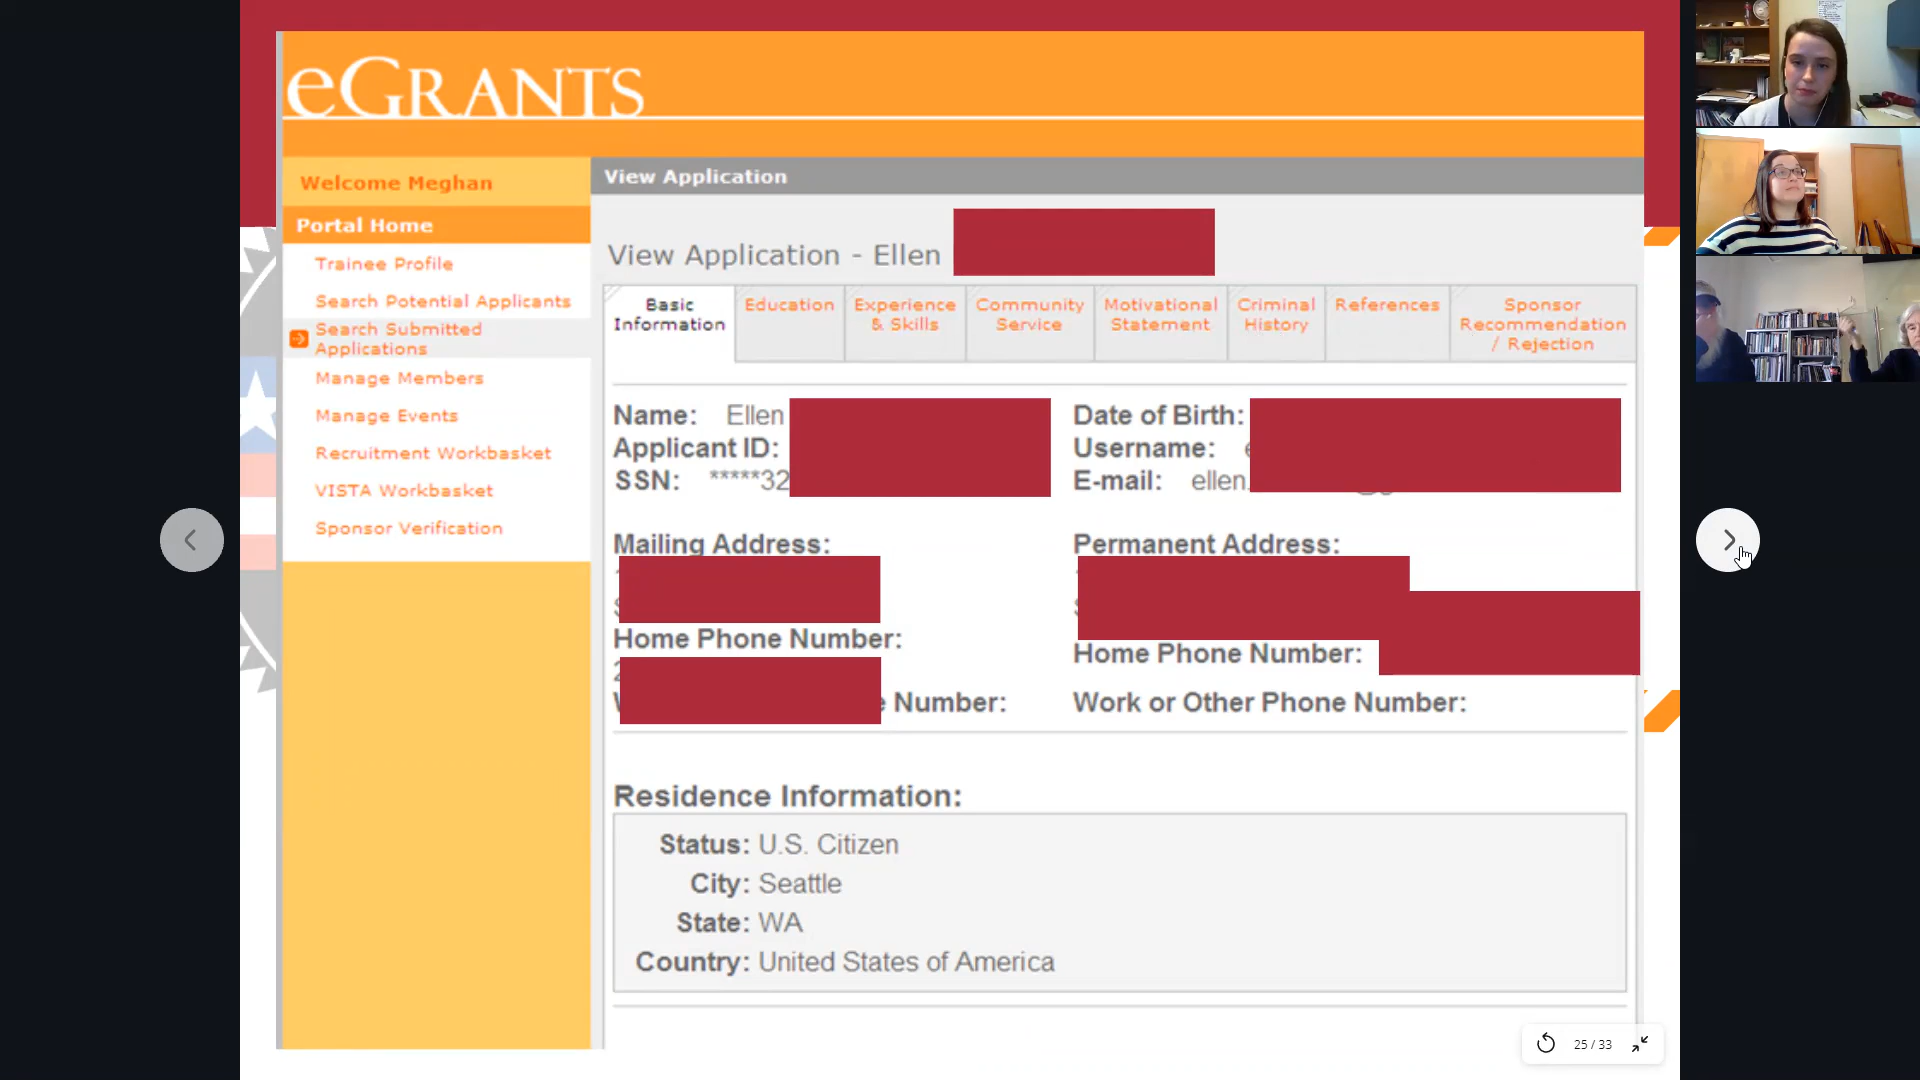 eGRANTS
Welcome Meghan
Portal Home
Trainee Profile
Search Potential Applicants
Search Submitted
Applications
Manage Members
Manage Events
Recruitment Workbasket
VISTA Workbasket
Sponsor Verification
View Application
View Application - Ellen
Basic
Information
Education
Experience
& Skills
Community
Service
Motivational
Statement
Criminal
History
References
Sponsor
Recommendation
/ Rejection
Name: Ellen
Applicant ID:
SSN: *****32
Date of Birth:
Username:
E-mail: ellen.
Mailing Address:
Home Phone Number:
Number:
Permanent Address:
Home Phone Number:
Work or Other Phone Number:
Residence Information:
Status: U.S. Citizen
City: Seattle
State: WA
Country: United States of America
25 / 33